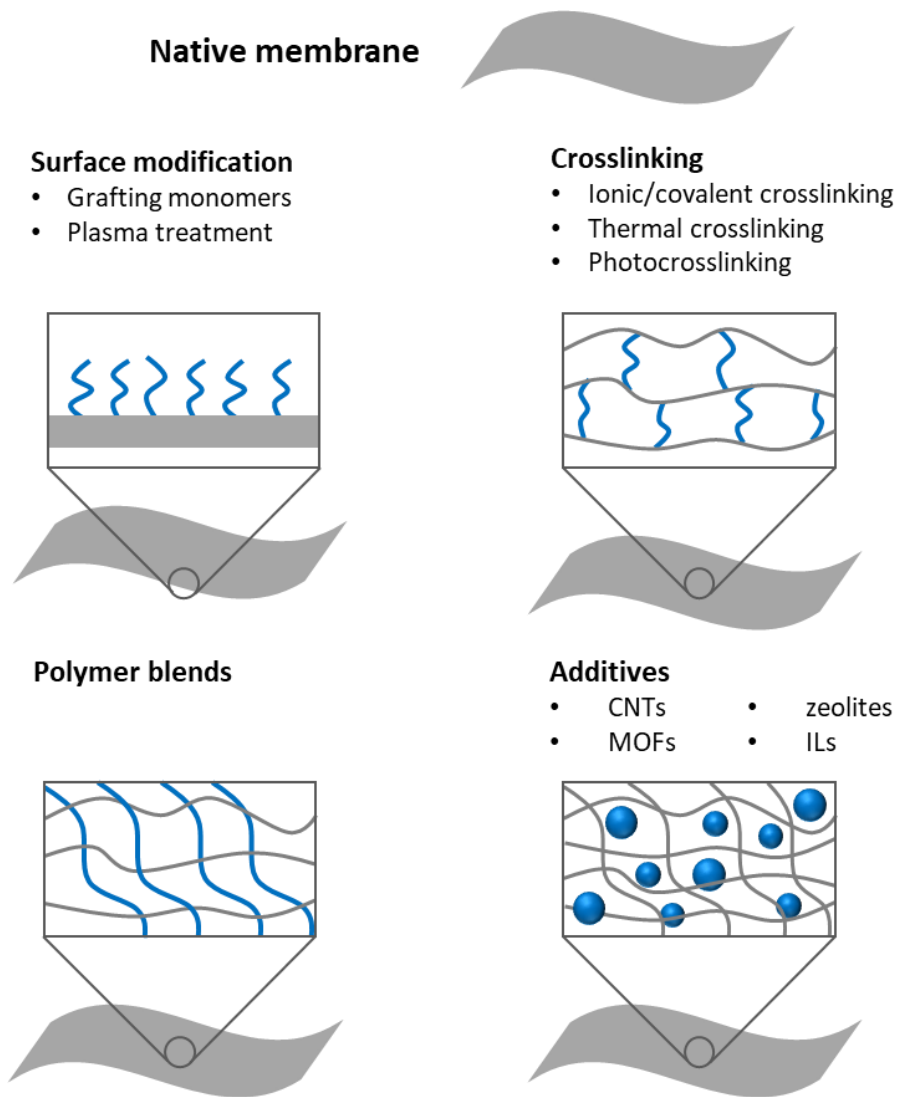 Native membrane
Surface modification
• Grafting monomers
• Plasma treatment
Crosslinking
• Ionic/covalent crosslinking
• Thermal crosslinking
• Photocrosslinking
Polymer blends
Additives
• CNTs • zeolites
• MOFs • ILs